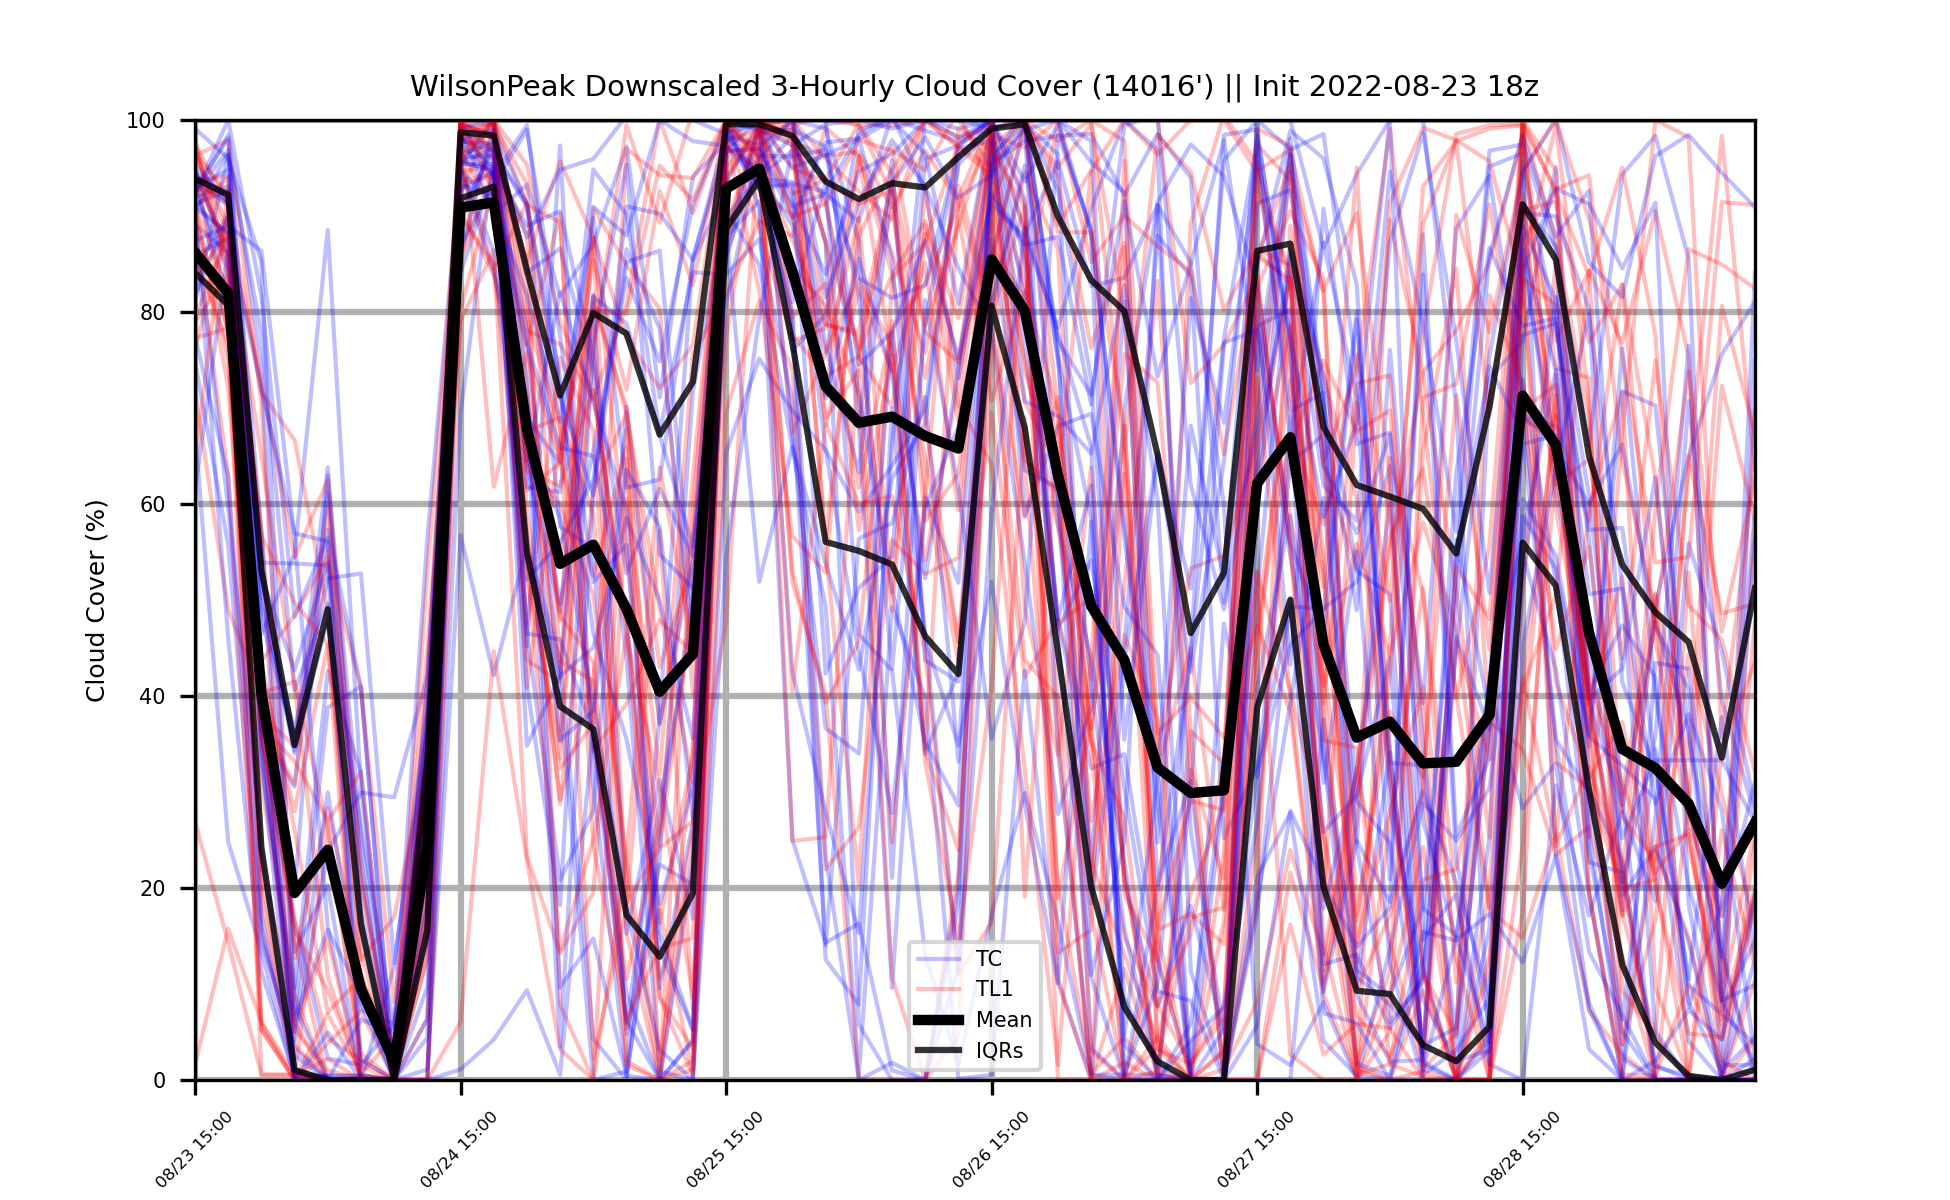 WilsonPeak Downscaled 3-Hourly Cloud Cover (14016') || Init 2022-08-23 18z
Cloud Cover (%)
100
80
60
40
20
0
TC
TL1
Mean
IQRs
08/23 15:00
08/24 15:00
08/25 15:00
08/26 15:00
08/27 15:00
08/28 15:00